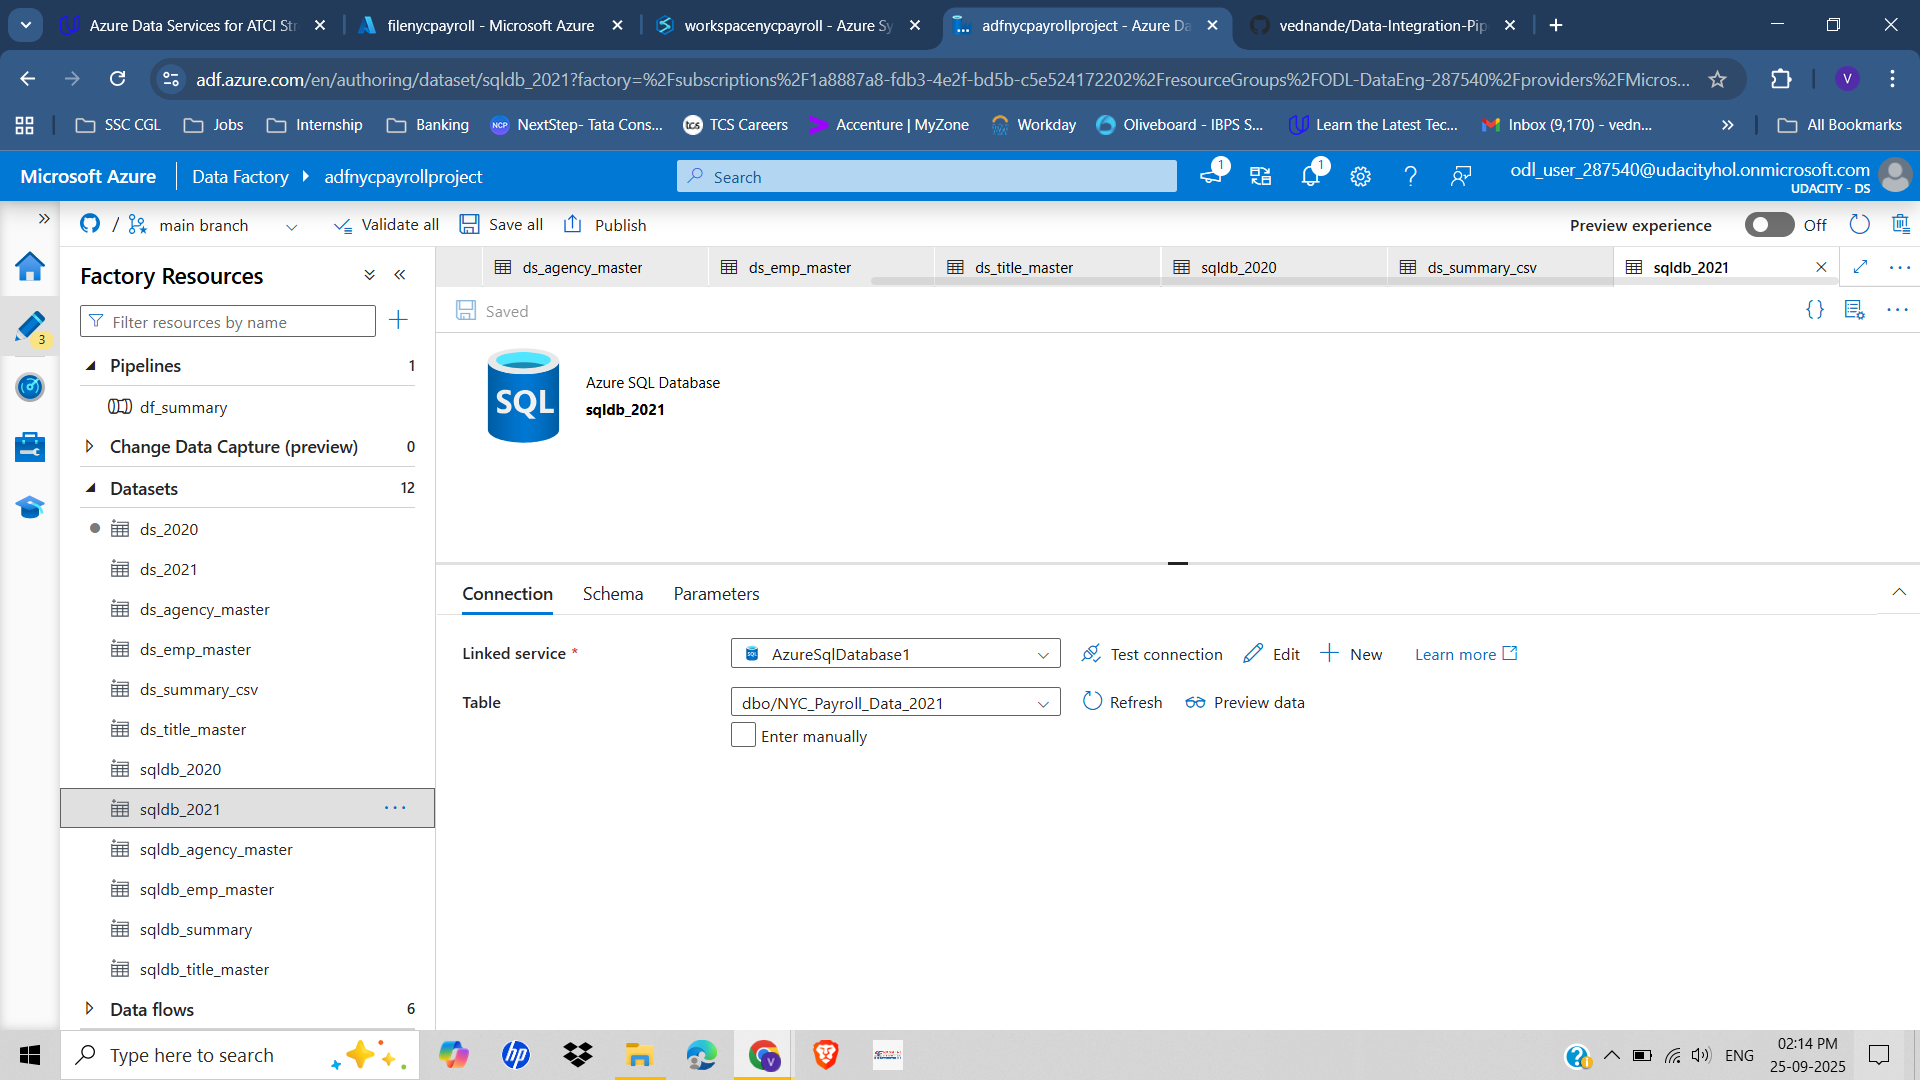 Azure Data Services for ATCI Str
filenycpayroll - Microsoft Azure
workspacenycpayroll - Azure Sy
adfnycpayrollproject - Azure Da
vednande/Data-Integration-Pip
adf.azure.com/en/authoring/dataset/sqldb_2021?factory=%2Fsubscriptions%2F1a8887a8-fdb3-4e2f-bd5b-c5e524172202%2FresourceGroups%2FODL-DataEng-287540%2Fproviders%2FMicros...
V
SSC CGL
Jobs
Internship
Banking
NextStep- Tata Cons...
TCS Careers
Accenture | MyZone
Workday
Oliveboard - IBPS S...
Learn the Latest Tec...
Inbox (9,170) - vedn...
All Bookmarks
Microsoft Azure
Data Factory
adfnycpayrollproject
Search
1
1
odl_user_287540@udacityhol.onmicrosoft.com
UDACITY - DS
/ main branch
Validate all
Save all
Publish
Preview experience
Off
Factory Resources
Filter resources by name
3
Pipelines 1
df_summary
Change Data Capture (preview) 0
Datasets 12
ds_2020
ds_2021
ds_agency_master
ds_emp_master
ds_summary_csv
ds_title_master
sqldb_2020
sqldb_2021
sqldb_agency_master
sqldb_emp_master
sqldb_summary
sqldb_title_master
Data flows 6
ds_agency_master
ds_emp_master
ds_title_master
sqldb_2020
ds_summary_csv
sqldb_2021
Saved
SQL
Azure SQL Database
sqldb_2021
Connection
Schema
Parameters
Linked service *
AzureSqlDatabase1
Test connection
Edit
New
Learn more
Table
dbo/NYC_Payroll_Data_2021
Refresh
Preview data
Enter manually
Type here to search
ENG
02:14 PM
25-09-2025